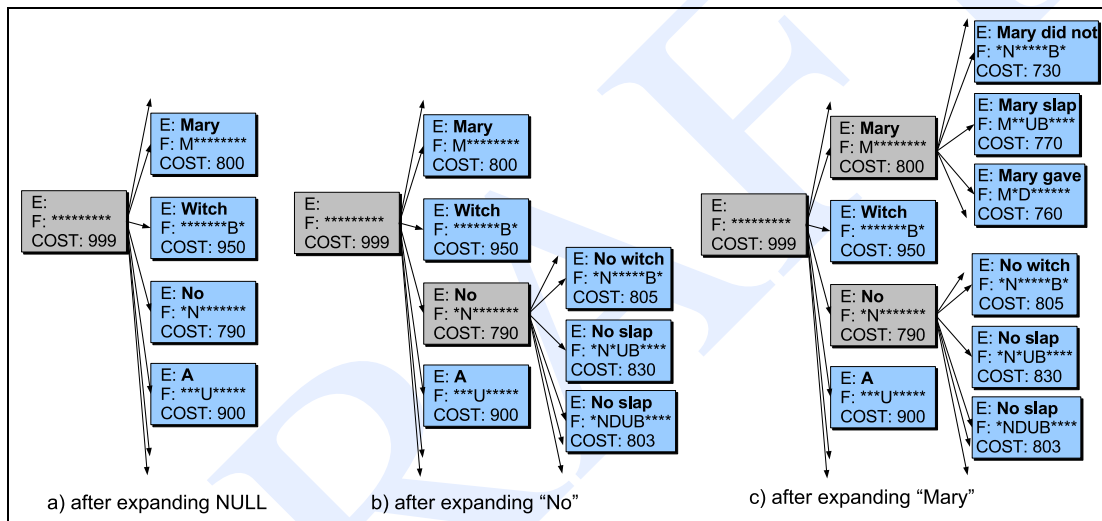 E:
F: *********
COST: 999
E: Mary
F: M********
COST: 800
E: Witch
F: *******B*
COST: 950
E: No
F: *N*******
COST: 790
E: A
F: ***U*****
COST: 900
a) after expanding NULL
E:
F: *********
COST: 999
E: Mary
F: M********
COST: 800
E: Witch
F: *******B*
COST: 950
E: No
F: *N*******
COST: 790
E: A
F: ***U*****
COST: 900
E: No witch
F: *N*****B*
COST: 805
E: No slap
F: *N*UB****
COST: 830
E: No slap
F: *NDUB****
COST: 803
b) after expanding “No”
E:
F: *********
COST: 999
E: Mary
F: M********
COST: 800
E: Witch
F: *******B*
COST: 950
E: No
F: *N*******
COST: 790
E: A
F: ***U*****
COST: 900
E: Mary did not
F: *N*****B*
COST: 730
E: Mary slap
F: M**UB****
COST: 770
E: Mary gave
F: M*D******
COST: 760
E: No witch
F: *N*****B*
COST: 805
E: No slap
F: *N*UB****
COST: 830
E: No slap
F: *NDUB****
COST: 803
c) after expanding “Mary”